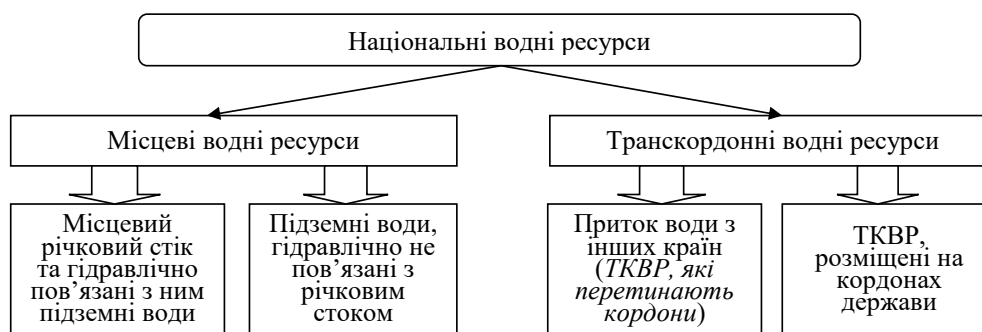 Національні водні ресурси
Місцеві водні ресурси
Транскордонні водні ресурси
Місцевий
річковий стік
та гідравлічно
пов’язані з ним
підземні води
Підземні води,
гідравлічно не
пов’язані з
річковим
стоком
Приток води з
інших країн
(ТКВР, які
перетинають
кордони)
ТКВР,
розміщені на
кордонах
держави